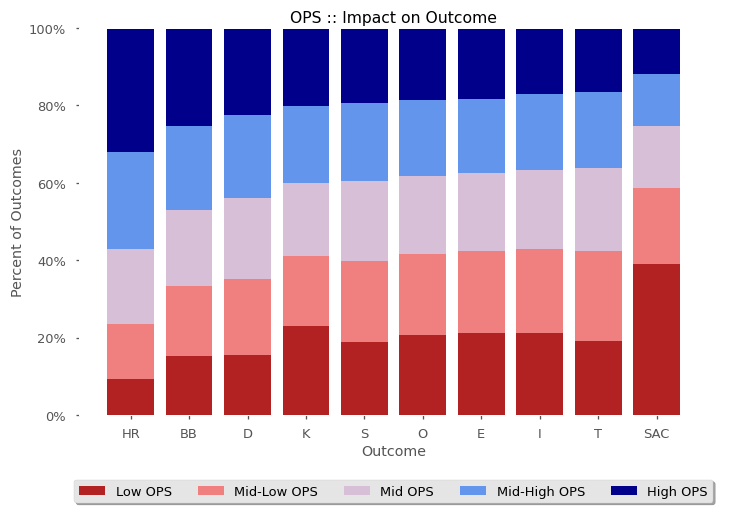 OPS :: Impact on Outcome
100%
80%
60%
40%
20%
0%
Percent of Outcomes
HR BB D K S O E I T SAC
Outcome
Low OPS Mid-Low OPS Mid OPS Mid-High OPS High OPS